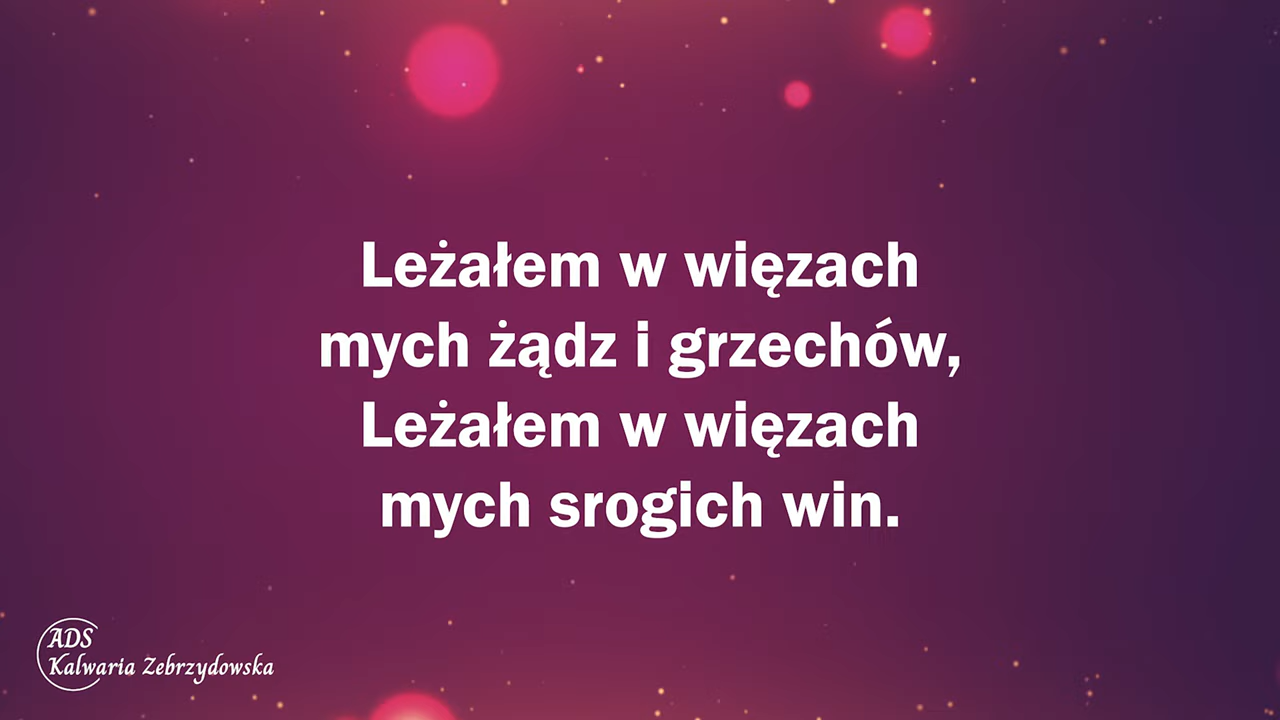 Leżałem w więzach
mych żądz i grzechów,
Leżałem w więzach
mych srogich win.
ADS
Kalwaria Zebrzydowska